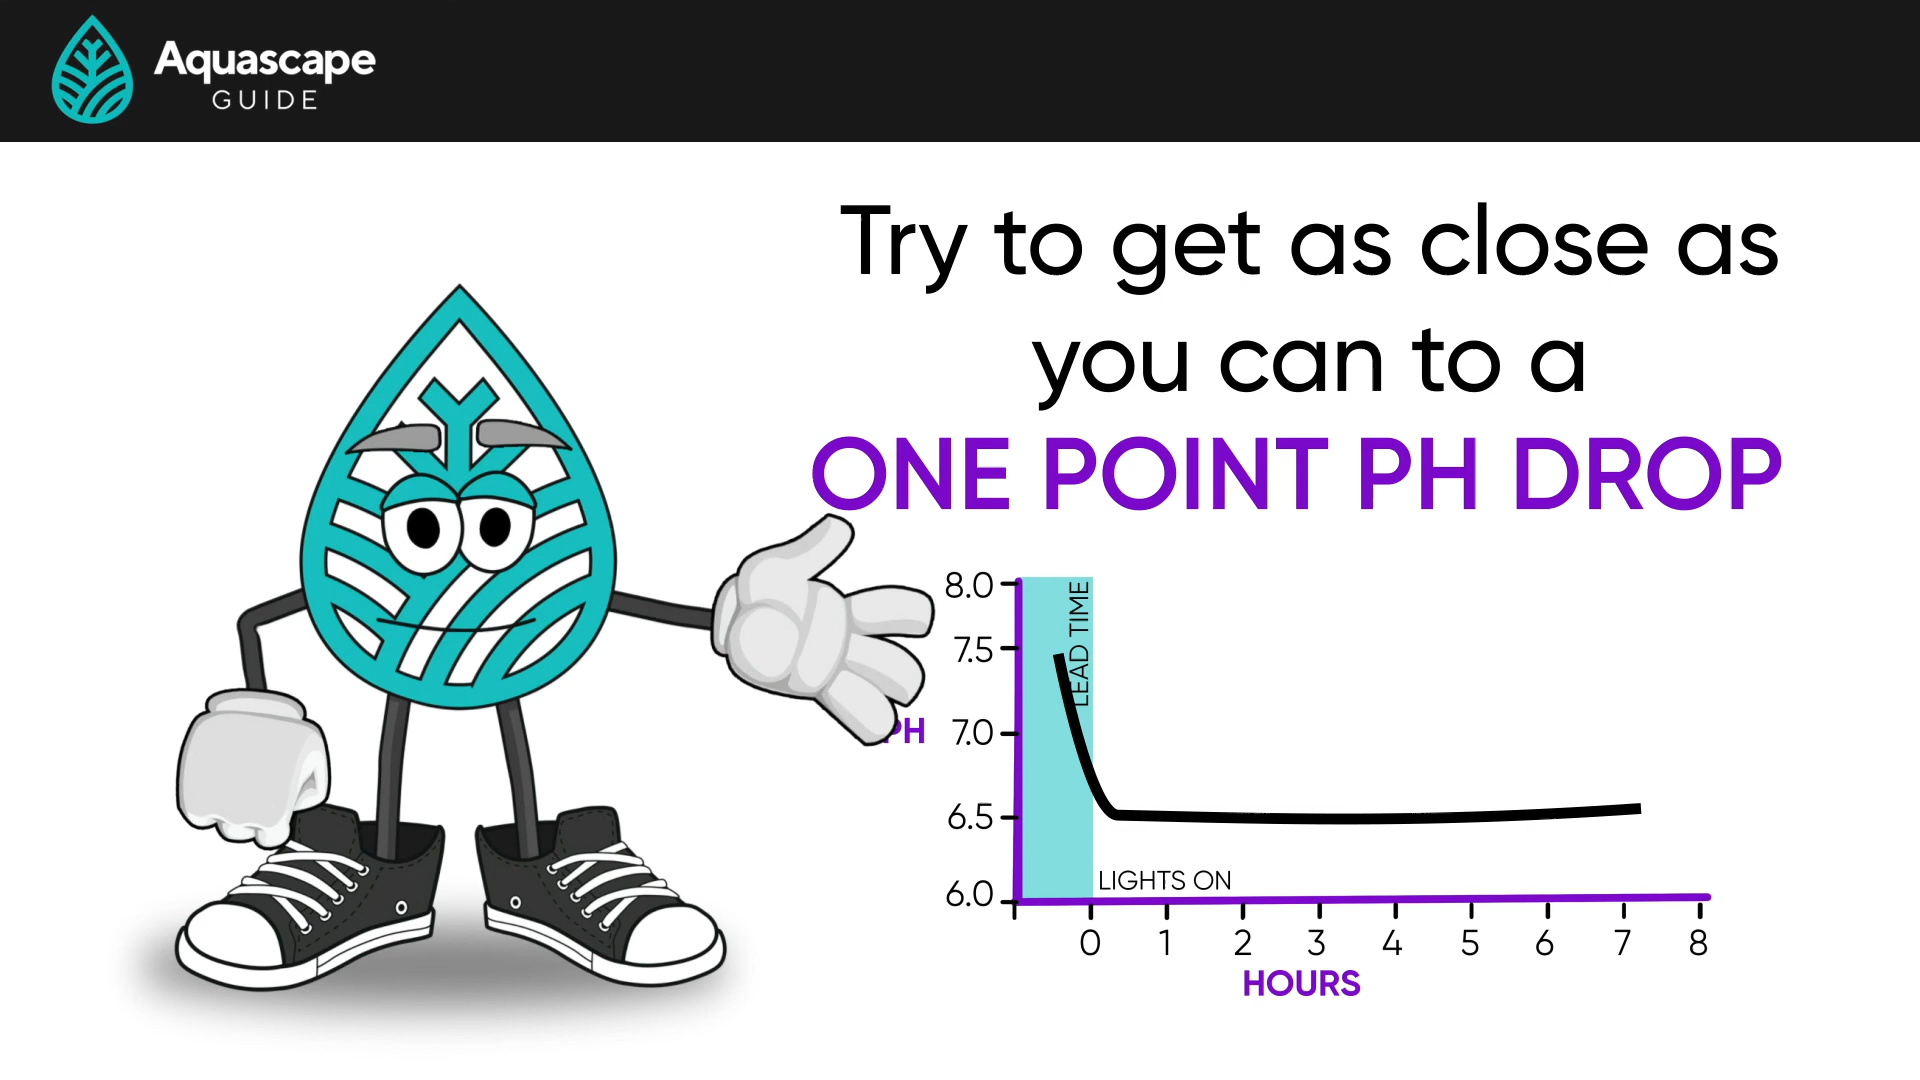 Aquascape
GUIDE
Try to get as close as
you can to a
ONE POINT PH DROP
8.0
LEAD TIME
7.5
PH
7.0
6.5
LIGHTS ON
6.0
0 1 2 3 4 5 6 7 8
HOURS